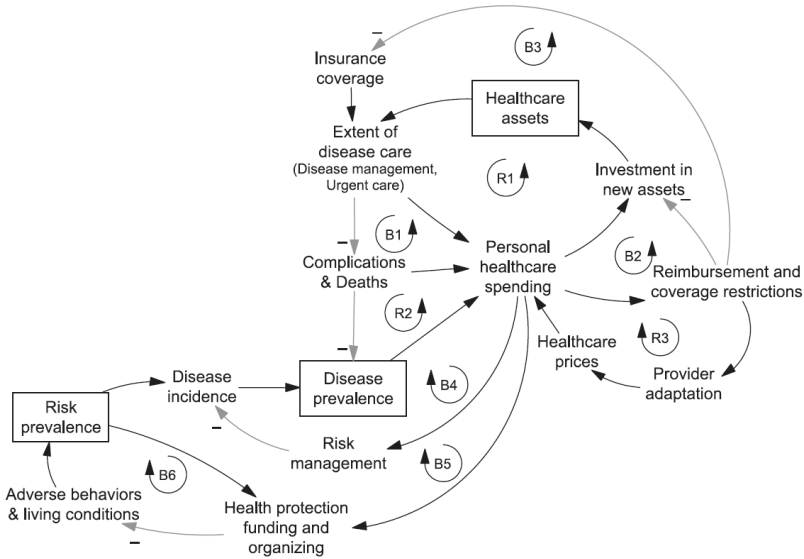 B3
Insurance
coverage
Healthcare
assets
Extent of
disease care
(Disease management,
Urgent care)
R1
Investment in
new assets
B1
Complications
& Deaths
Personal
healthcare
spending
B2
Reimbursement and
coverage restrictions
R2
R3
Healthcare
prices
Provider
adaptation
Disease
incidence
Disease
prevalence
B4
Risk
prevalence
Risk
management
B5
B6
Adverse behaviors
& living conditions
Health protection
funding and
organizing